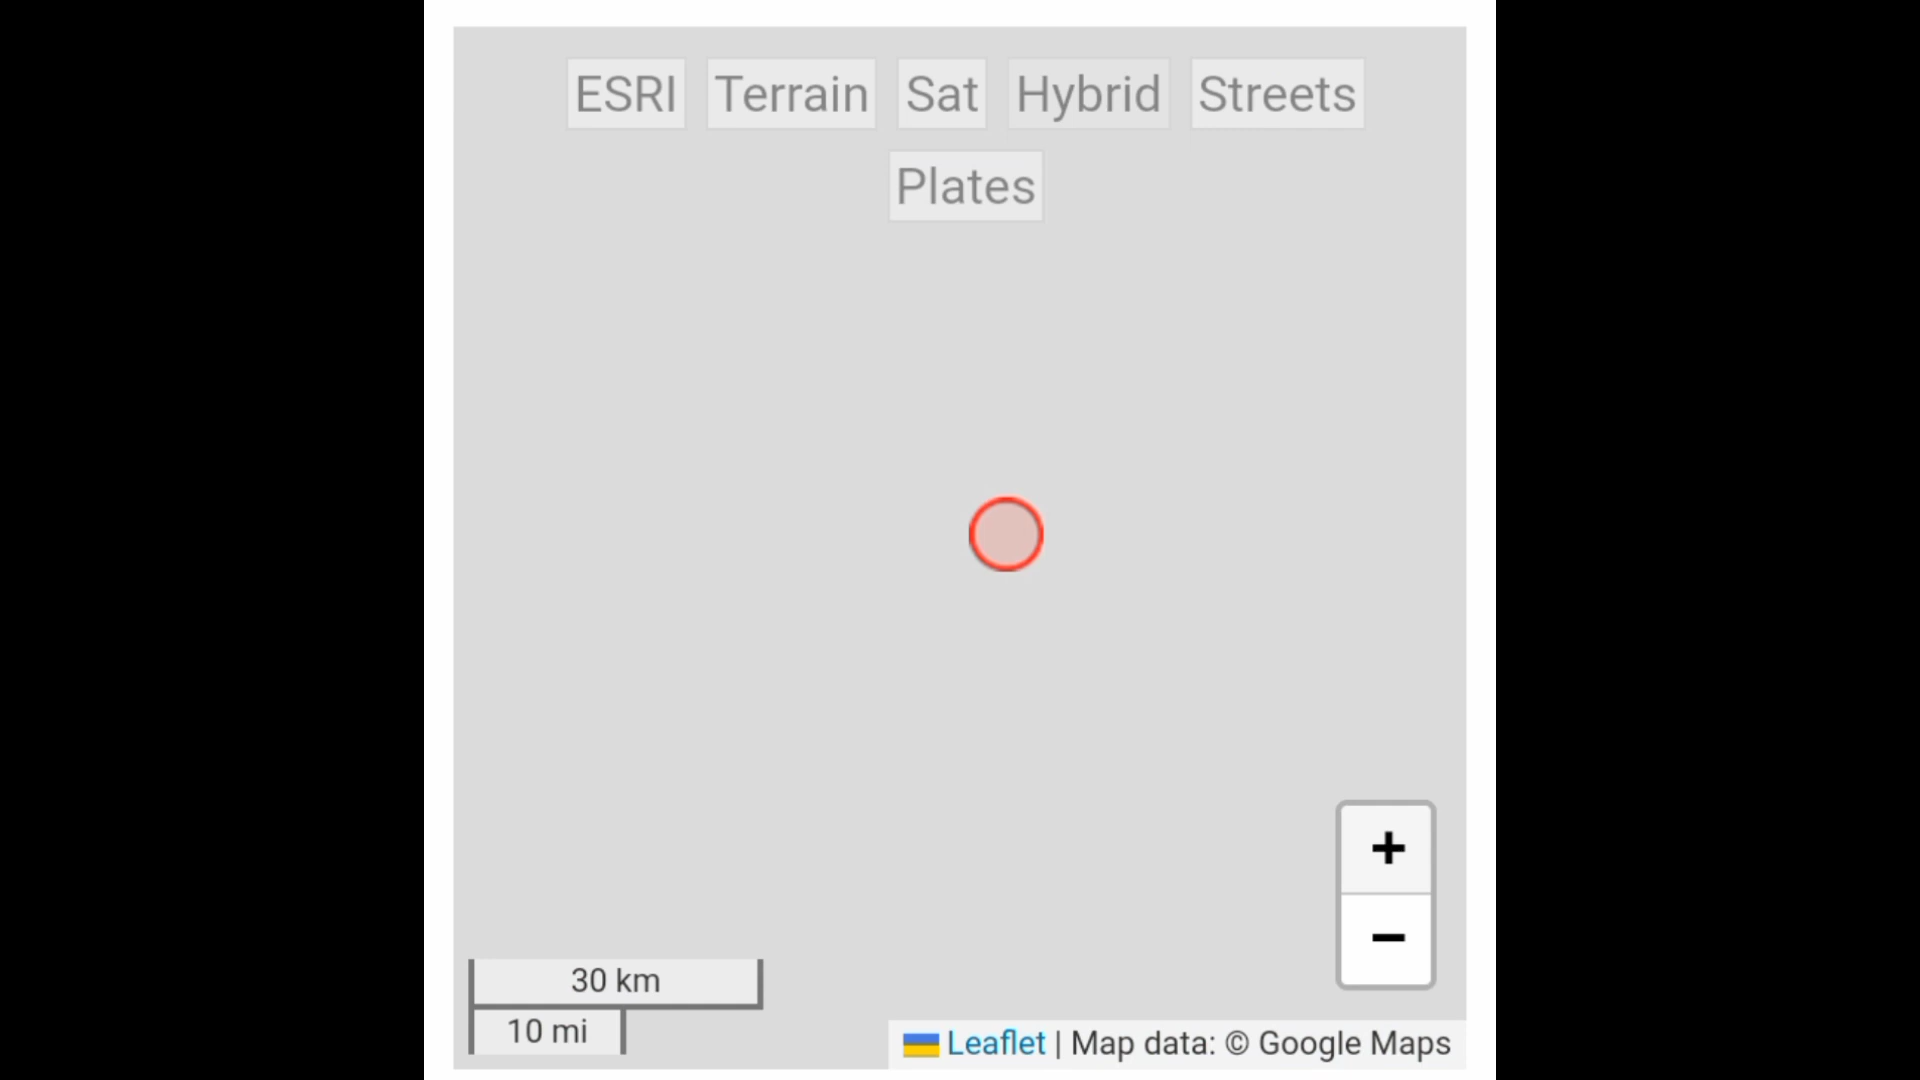 ESRI Terrain Sat Hybrid Streets
Plates
+
−
30 km
10 mi
Leaflet | Map data: © Google Maps